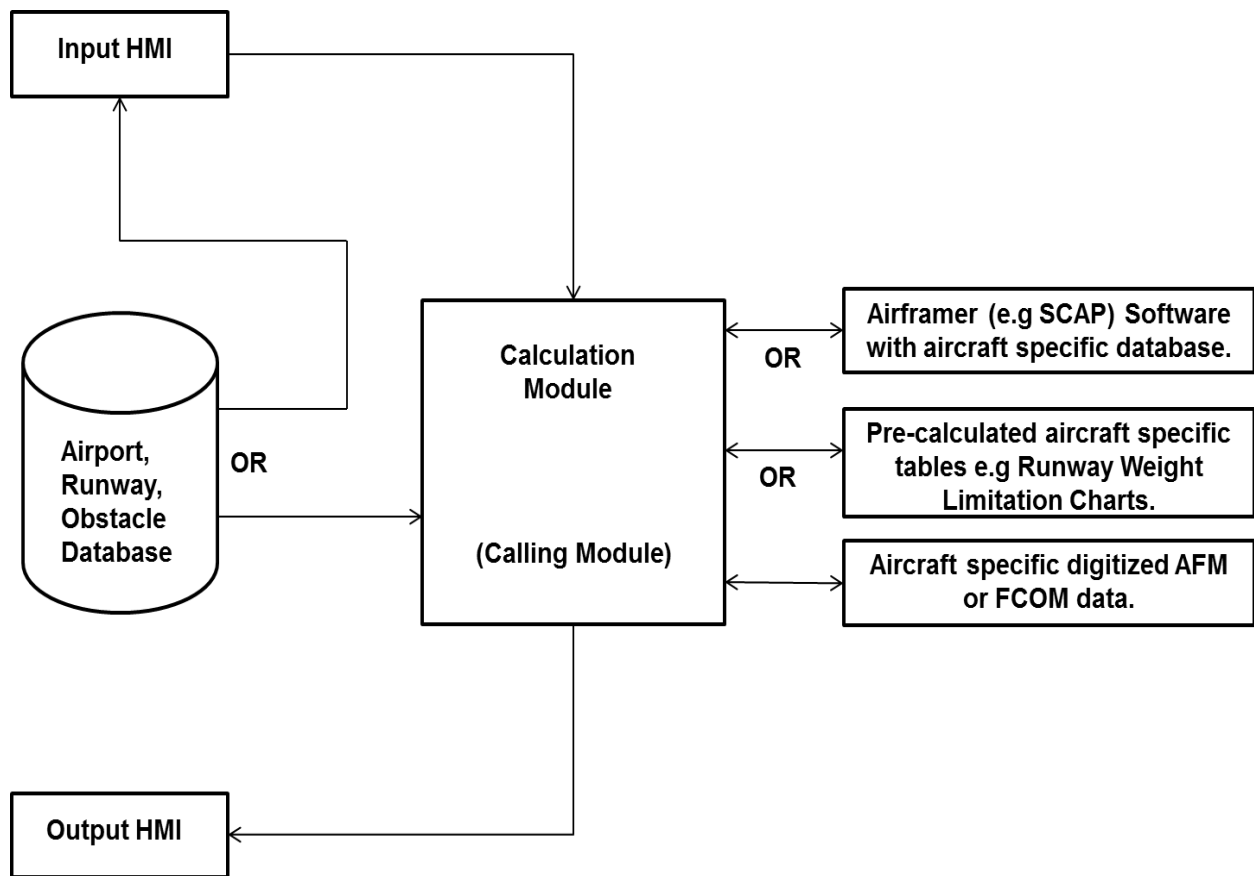 Input HMI
Airport,
Runway,
Obstacle
Database
OR
Calculation
Module
(Calling Module)
OR
OR
Airframer (e.g SCAP) Software
with aircraft specific database.
Pre-calculated aircraft specific
tables e.g Runway Weight
Limitation Charts.
Aircraft specific digitized AFM
or FCOM data.
Output HMI